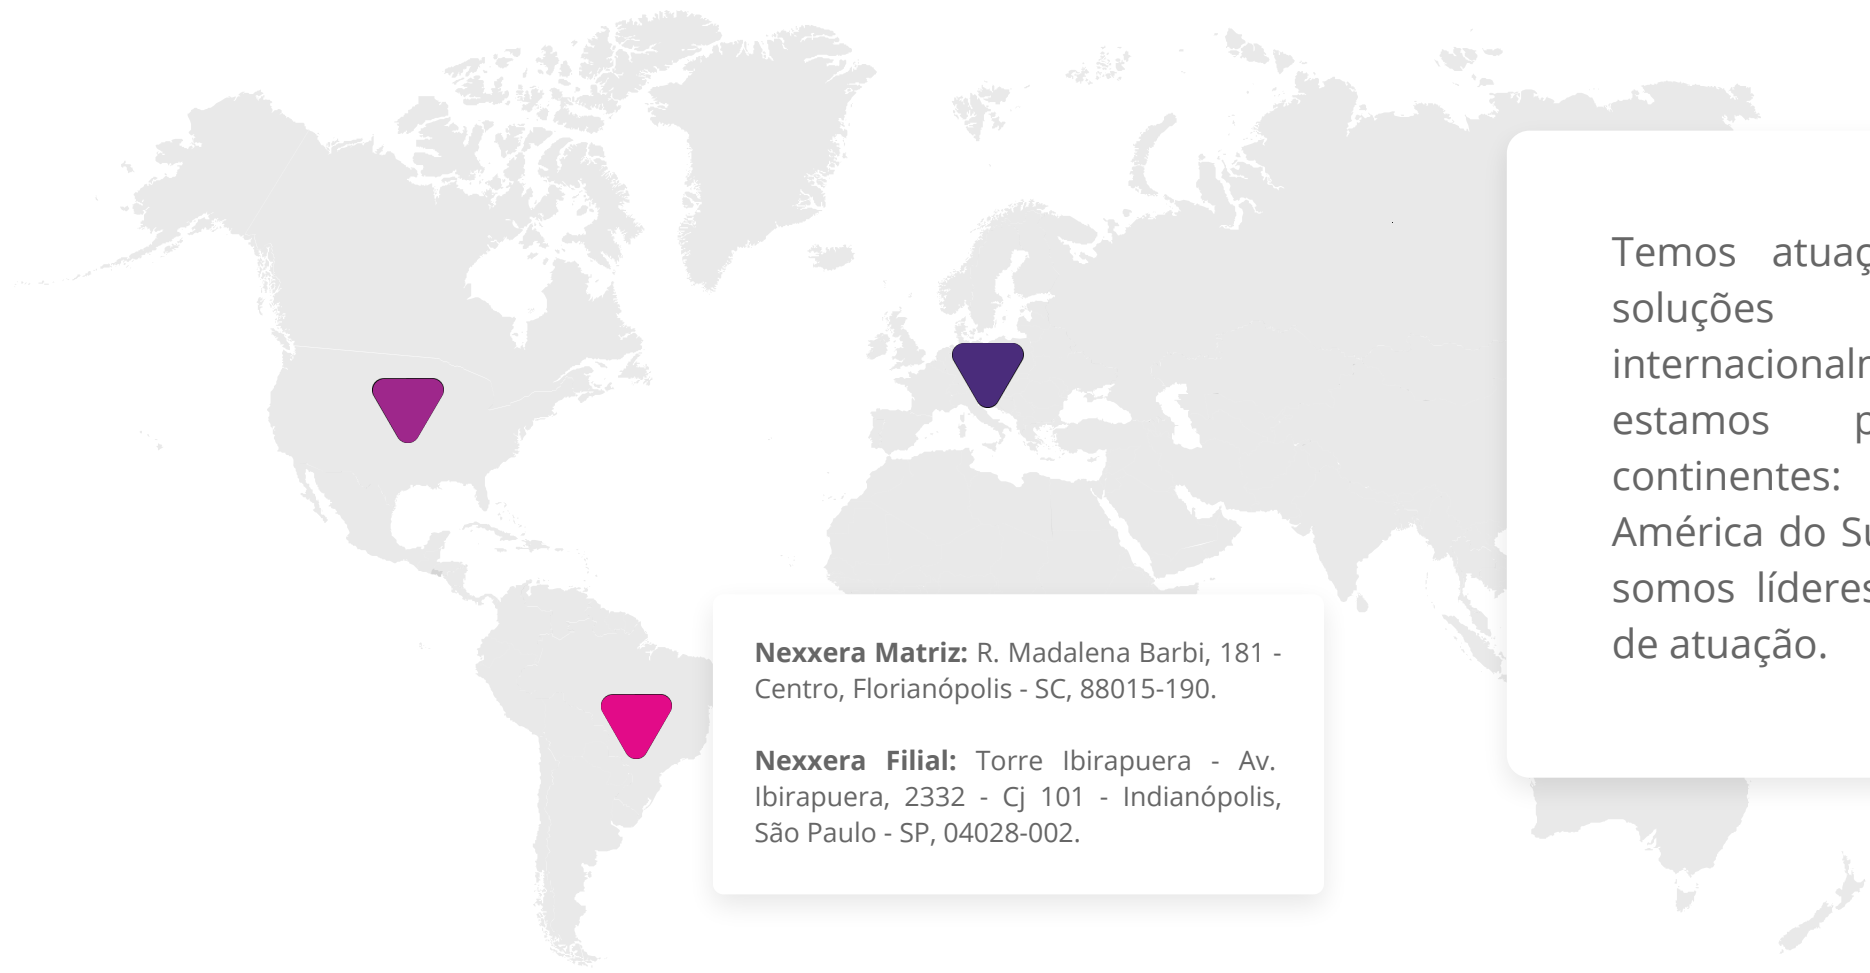 Nexxera Matriz: R. Madalena Barbi, 181 -
Centro, Florianópolis - SC, 88015-190.
Nexxera Filial: Torre Ibirapuera - Av.
Ibirapuera, 2332 - Cj 101 - Indianópolis,
São Paulo - SP, 04028-002.
Temos
soluções
estamos
continentes:
América do
somos
de atuação.